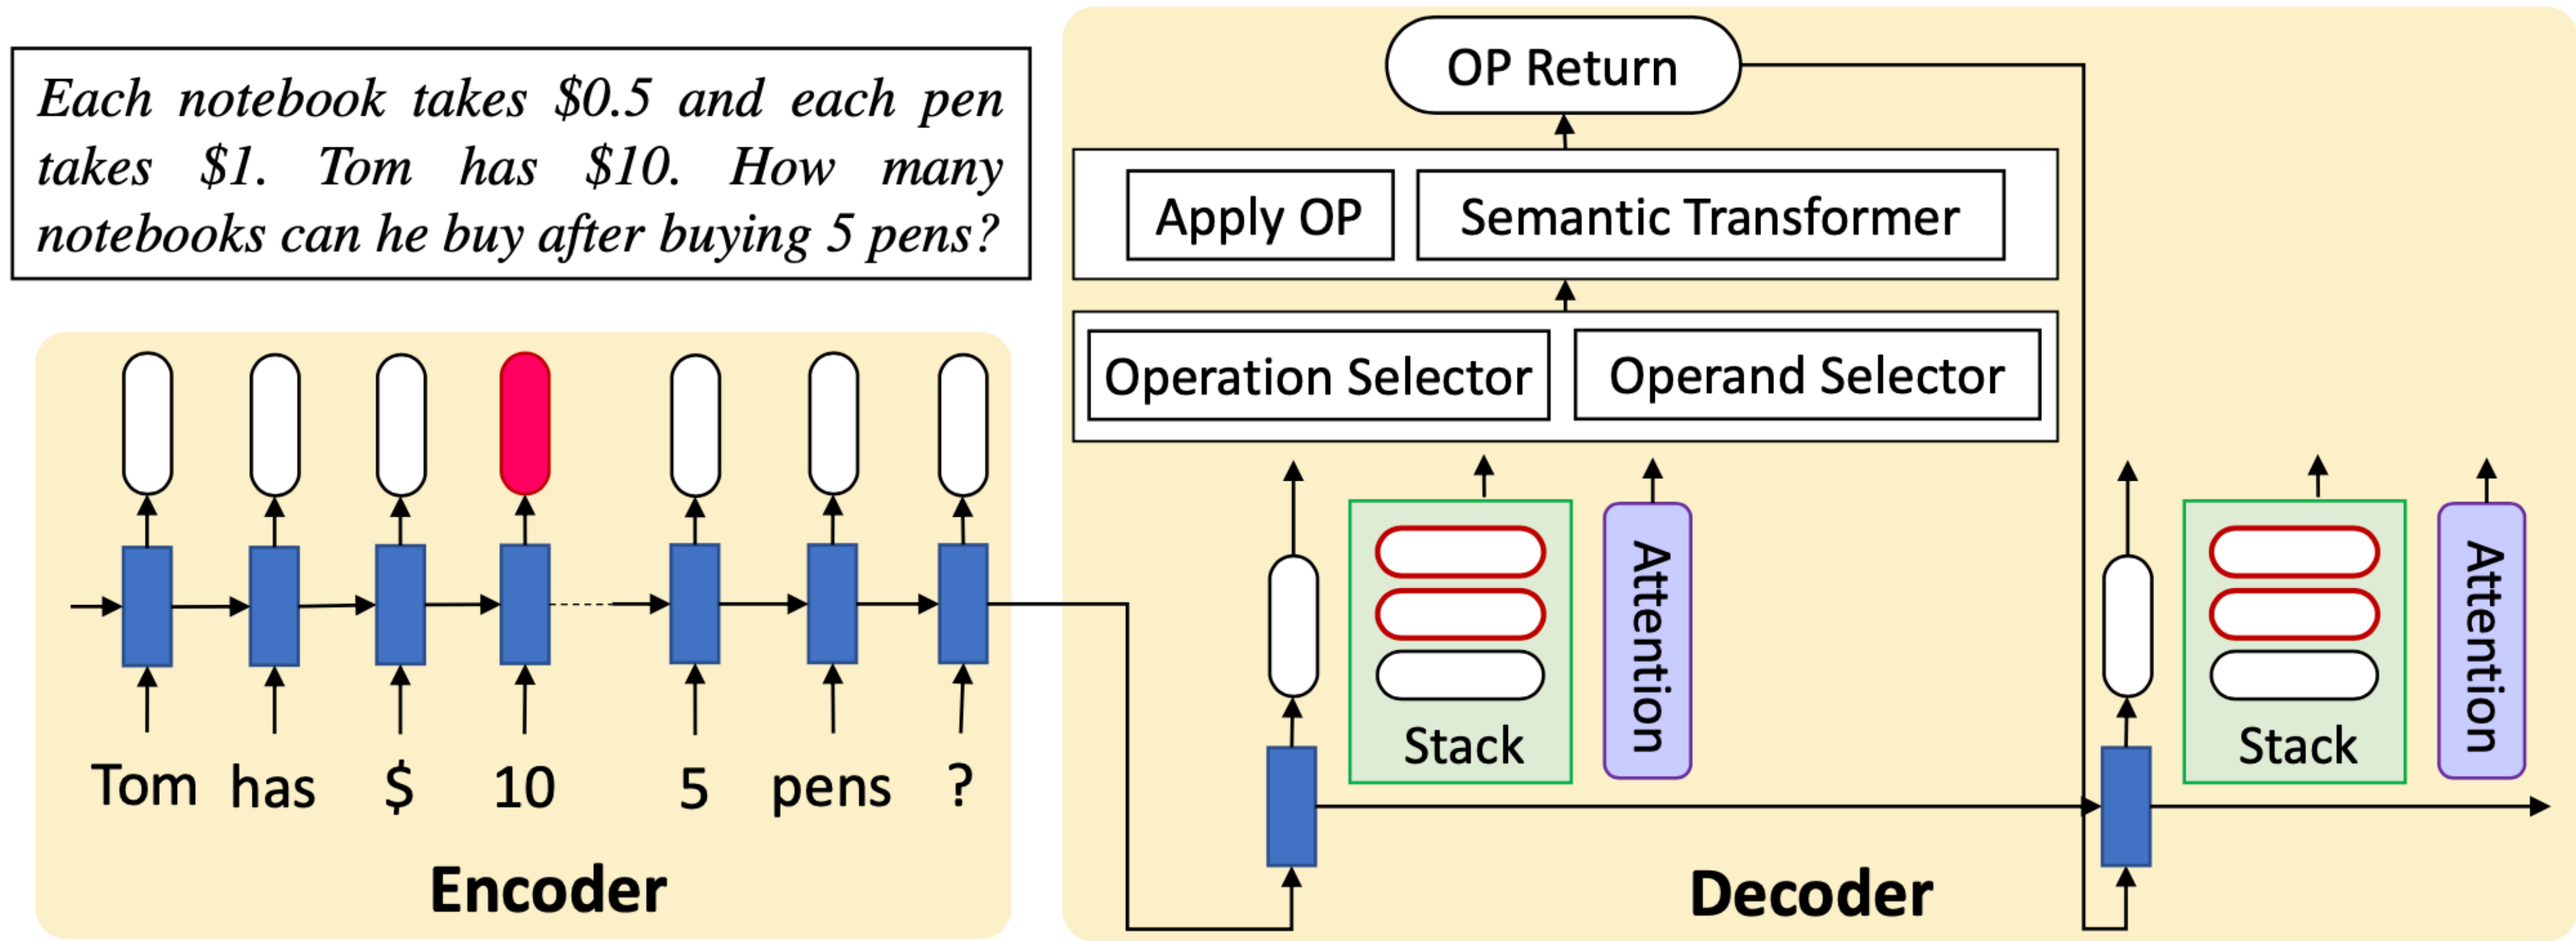 Each notebook takes $0.5 and each pen
takes $1. Tom has $10. How many
notebooks can he buy after buying 5 pens?
Tom has $ 10 5 pens ?
Encoder
OP Return
Apply OP Semantic Transformer
Operation Selector Operand Selector
Stack Attention
Stack Attention
Decoder